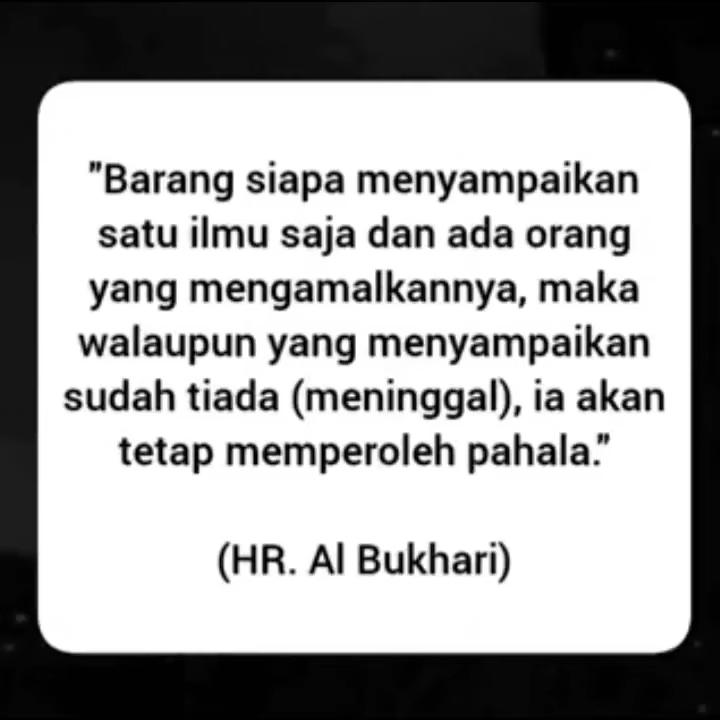 "Barang siapa menyampaikan
satu ilmu saja dan ada orang
yang mengamalkannya, maka
walaupun yang menyampaikan
sudah tiada (meninggal), ia akan
tetap memperoleh pahala."
(HR. Al Bukhari)